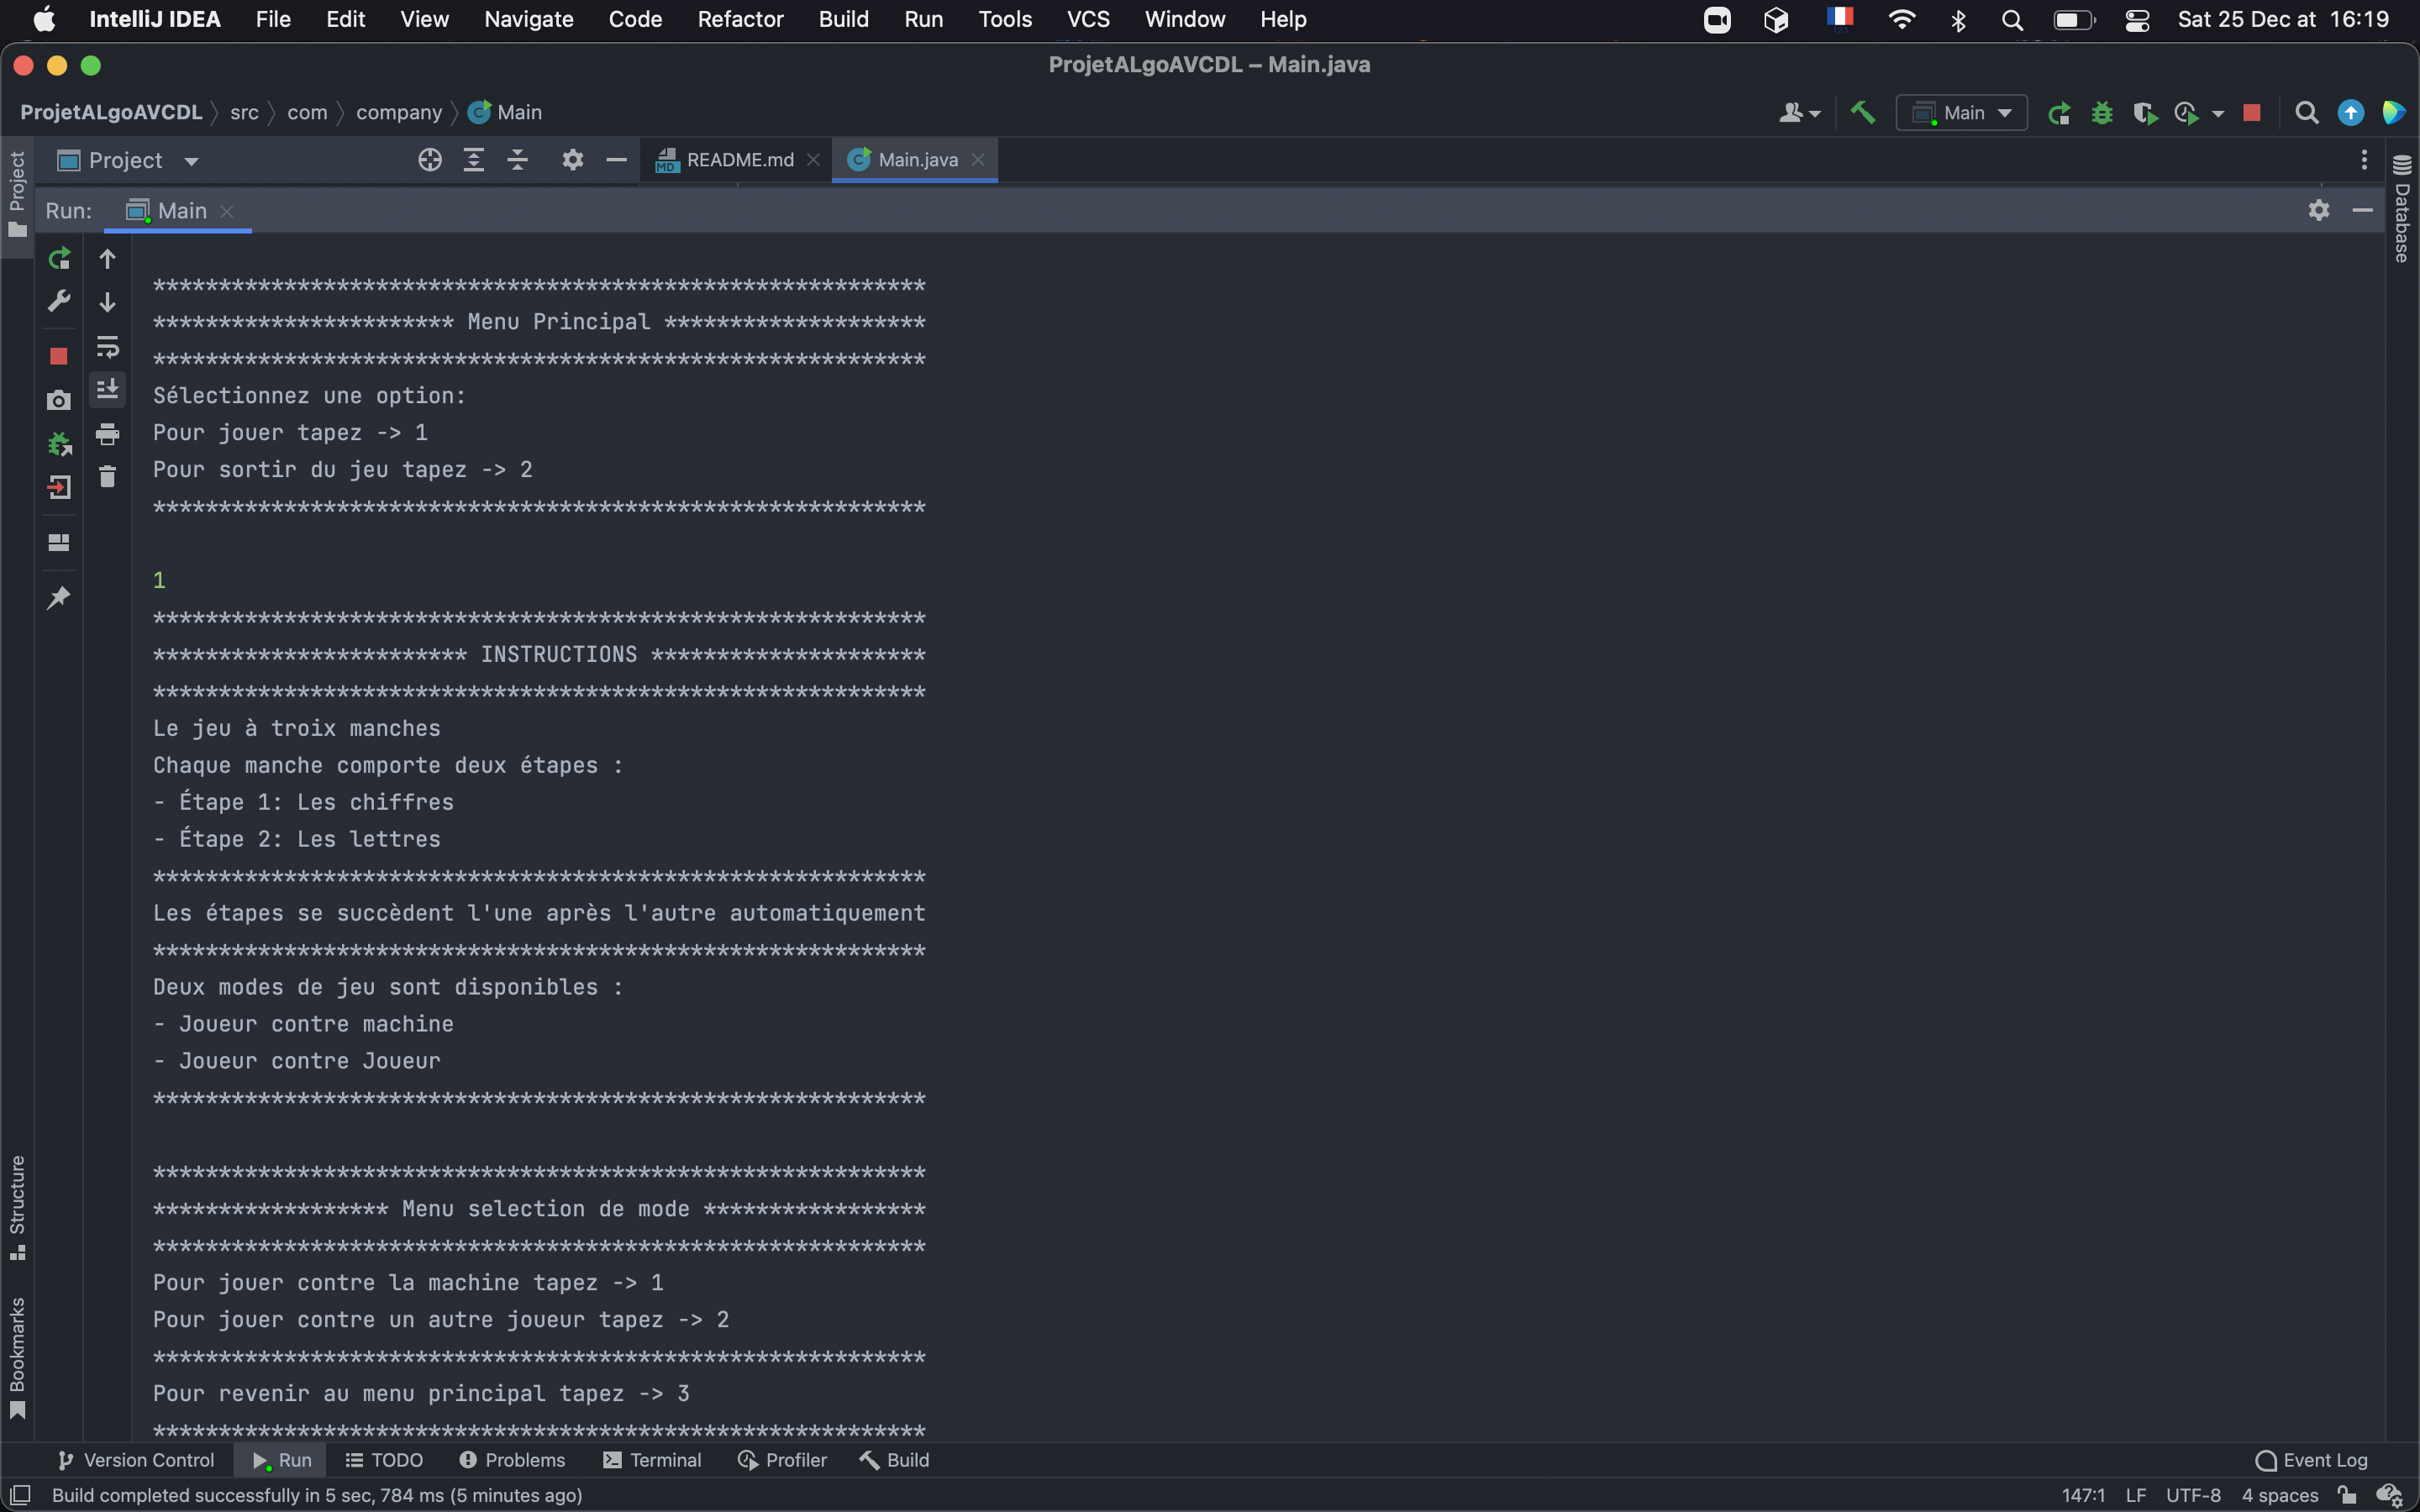 IntelliJ IDEA File Edit View Navigate Code Refactor Build Run Tools VCS Window Help Sat 25 Dec at 16:19
ProjetALgoAVCDL – Main.java
ProjetALgoAVCDL src com company Main Main
Project Project README.md Main.java Database
Run: Main
***********************************************************
*********************** Menu Principal ********************
***********************************************************
Sélectionnez une option:
Pour jouer tapez -> 1
Pour sortir du jeu tapez -> 2
***********************************************************
1
***********************************************************
************************ INSTRUCTIONS *********************
***********************************************************
Le jeu à troix manches
Chaque manche comporte deux étapes :
- Étape 1: Les chiffres
- Étape 2: Les lettres
***********************************************************
Les étapes se succèdent l'une après l'autre automatiquement
***********************************************************
Deux modes de jeu sont disponibles :
- Joueur contre machine
- Joueur contre Joueur
***********************************************************
***********************************************************
****************** Menu selection de mode *****************
***********************************************************
Pour jouer contre la machine tapez -> 1
Pour jouer contre un autre joueur tapez -> 2
***********************************************************
Pour revenir au menu principal tapez -> 3
***********************************************************
Structure
Bookmarks
Version Control Run TODO Problems Terminal Profiler Build Event Log
Build completed successfully in 5 sec, 784 ms (5 minutes ago) 147:1 LF UTF-8 4 spaces